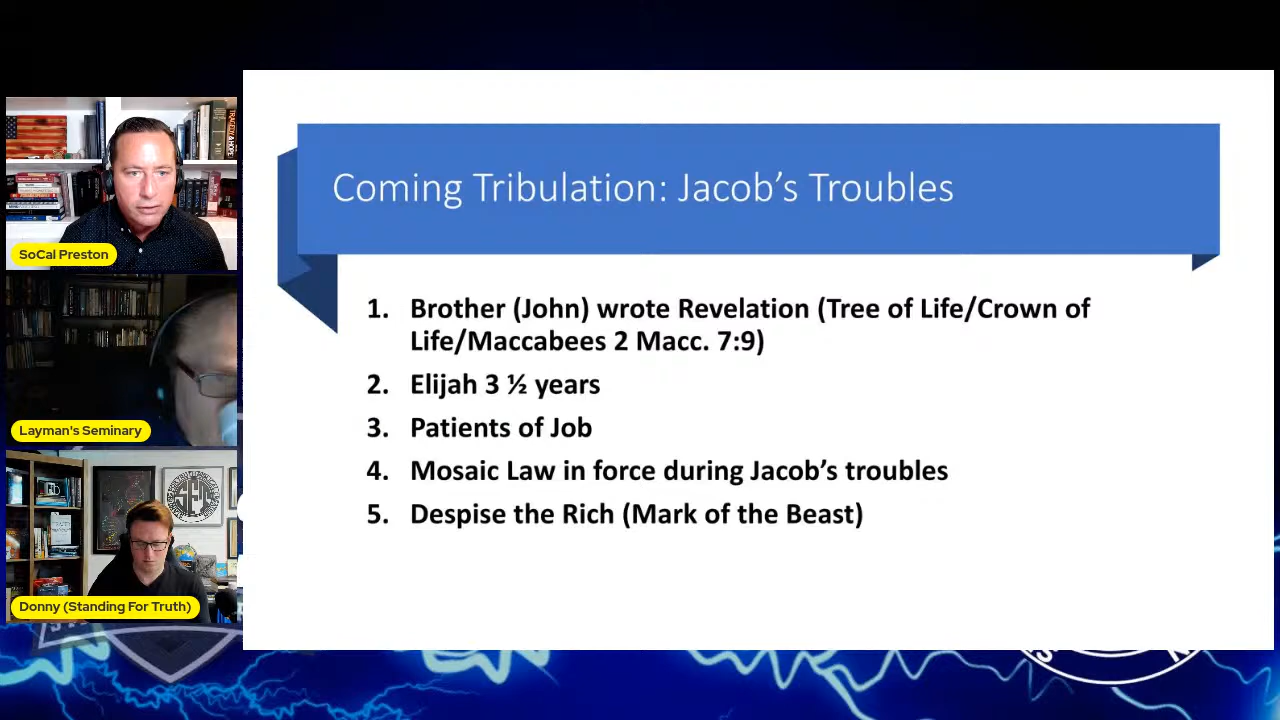 Coming Tribulation: Jacob's Troubles
1. Brother (John) wrote Revelation (Tree of Life/Crown of
Life/Maccabees 2 Macc. 7:9)
2. Elijah 3 ½ years
3. Patients of Job
4. Mosaic Law in force during Jacob's troubles
5. Despise the Rich (Mark of the Beast)
SoCal Preston
Layman's Seminary
Donny (Standing For Truth)
TRAGEDY & HOPE